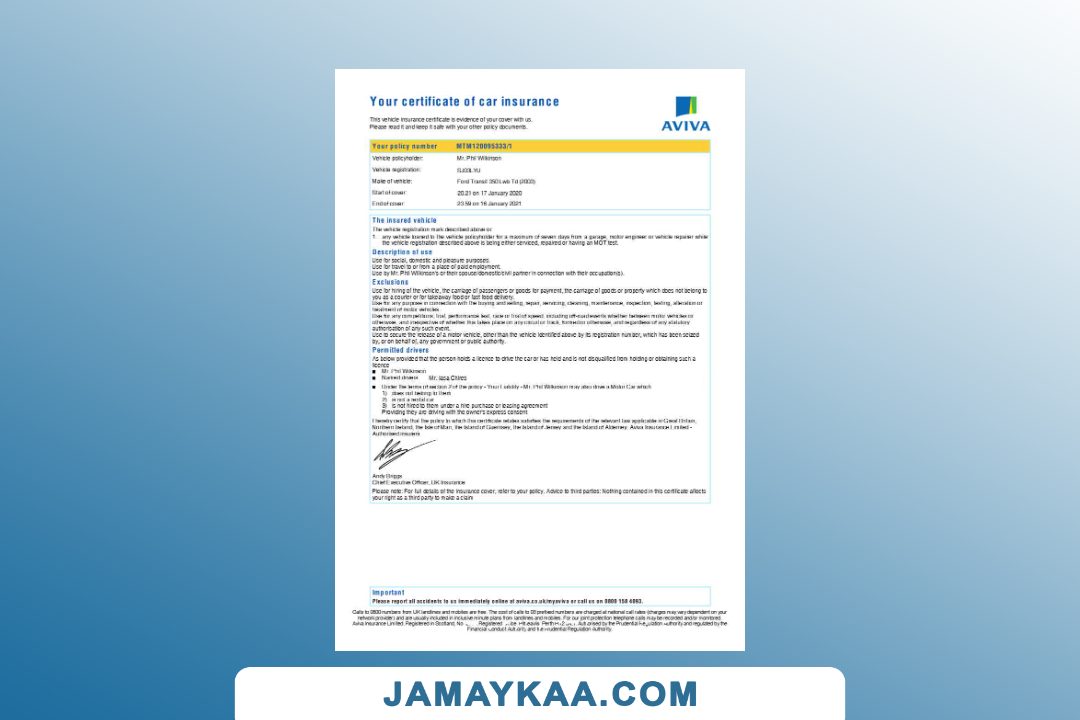 Your certificate of car insurance
This vehicle insurance certificate is evidence of your cover with us.
Please read it and keep it safe with your other policy documents.
AVIVA
Your policy number MTM120095333/1
Vehicle policyholder: Mr. Phil Wilkinson
Vehicle registration:
Make of vehicle: Ford Transit 350 Lwb Td (2003)
Start of cover: 20:21 on 17 January 2020
End of cover: 23:59 on 16 January 2021
The insured vehicle
The vehicle registration mark described above or:
1. any vehicle loaned to the vehicle policyholder for a maximum of seven days from a garage, motor engineer or vehicle repairer while
the vehicle registration described above is being either serviced, repaired or having an MOT test.
Description of use
Use for social, domestic and pleasure purposes.
Use for travel to or from a place of paid employment.
Use by Mr. Phil Wilkinson's or their spouse/domestic/civil partner in connection with their occupation(s).
Exclusions
Use for hiring of the vehicle, the carriage of passengers or goods for payment, the carriage of goods or property which does not belong to
you as a courier or for takeaway food or fast food delivery.
Use for any purpose in connection with the buying and selling, repair, servicing, cleaning, maintenance, inspection, testing, alteration or
treatment of motor vehicles
Use for any competitions, trial, performance test, race or trial of speed, including off-road events whether between motor vehicles or
otherwise, and irrespective of whether this takes place on any circuit or track, formed or otherwise, and regardless of any statutory
authorisation of any such event.
Use to secure the release of a motor vehicle, other than the vehicle identified above by its registration number, which has been seized
by, or on behalf of, any government or public authority.
Permitted drivers
As below provided that the person holds a licence to drive the car or has held and is not disqualified from holding or obtaining such a
licence
■ Mr. Phil Wilkinson
■ Named drivers Mr. Iasa Chires
■ Under the terms of section 2 of the policy - Your Liability - Mr. Phil Wilkinson may also drive a Motor Car which
1) does not belong to them
2) is not a rental car
3) is not hired to them under a hire purchase or leasing agreement
Providing they are driving with the owner's express consent
I hereby certify that the policy to which this certificate relates satisfies the requirements of the relevant law applicable in Great Britain,
Northern Ireland, the Isle of Man, the Island of Guernsey, the Island of Jersey and the Island of Alderney. Aviva Insurance Limited -
Authorised insurers
Andy Briggs
Chief Executive Officer, UK Insurance
Please note: For full details of the insurance cover, refer to your policy. Advice to third parties: Nothing contained in this certificate affects
your right as a third party to make a claim
Important
Please report all accidents to us immediately online at aviva.co.uk/myaviva or call us on 0800 158 4093.
Calls to 0800 numbers from UK landlines and mobiles are free. The cost of calls to 03 prefixed numbers are charged at national call rates (charges may vary dependent on your
network provider) and are usually included in inclusive minute plans from landlines and mobiles. For our joint protection telephone calls may be recorded and/or monitored.
Aviva Insurance Limited. Registered in Scotland, No. Registered Perth Authorised by the Prudential Regulation Authority and regulated by the
Financial Conduct Authority and the Prudential Regulation Authority.
JAMAYKAA.COM